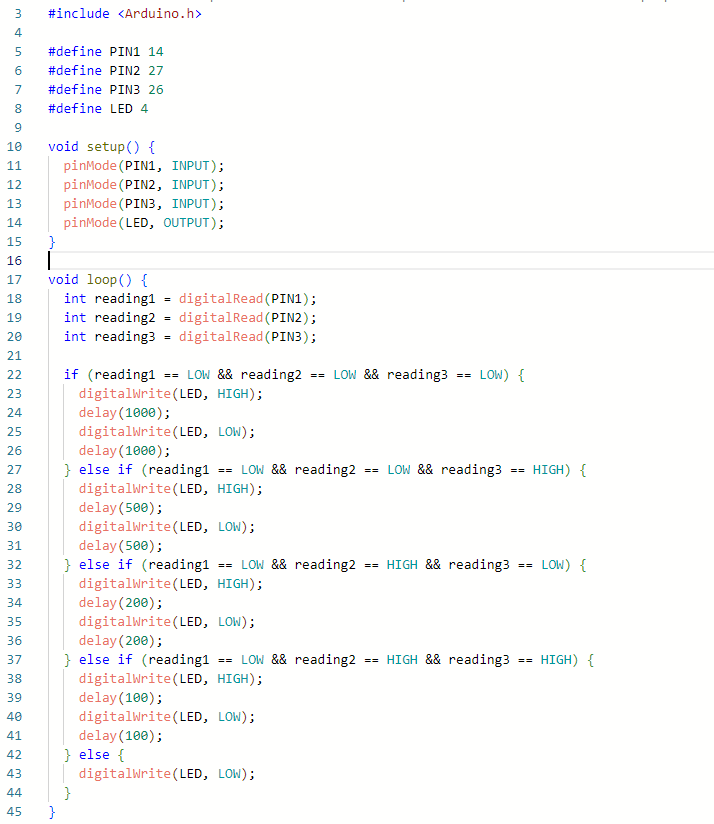 3 #include <Arduino.h>
4
5 #define PIN1 14
6 #define PIN2 27
7 #define PIN3 26
8 #define LED 4
9
10 void setup() {
11   pinMode(PIN1, INPUT);
12   pinMode(PIN2, INPUT);
13   pinMode(PIN3, INPUT);
14   pinMode(LED, OUTPUT);
15 }
16
17 void loop() {
18   int reading1 = digitalRead(PIN1);
19   int reading2 = digitalRead(PIN2);
20   int reading3 = digitalRead(PIN3);
21
22   if (reading1 == LOW && reading2 == LOW && reading3 == LOW) {
23     digitalWrite(LED, HIGH);
24     delay(1000);
25     digitalWrite(LED, LOW);
26     delay(1000);
27   } else if (reading1 == LOW && reading2 == LOW && reading3 == HIGH) {
28     digitalWrite(LED, HIGH);
29     delay(500);
30     digitalWrite(LED, LOW);
31     delay(500);
32   } else if (reading1 == LOW && reading2 == HIGH && reading3 == LOW) {
33     digitalWrite(LED, HIGH);
34     delay(200);
35     digitalWrite(LED, LOW);
36     delay(200);
37   } else if (reading1 == LOW && reading2 == HIGH && reading3 == HIGH) {
38     digitalWrite(LED, HIGH);
39     delay(100);
40     digitalWrite(LED, LOW);
41     delay(100);
42   } else {
43     digitalWrite(LED, LOW);
44   }
45 }